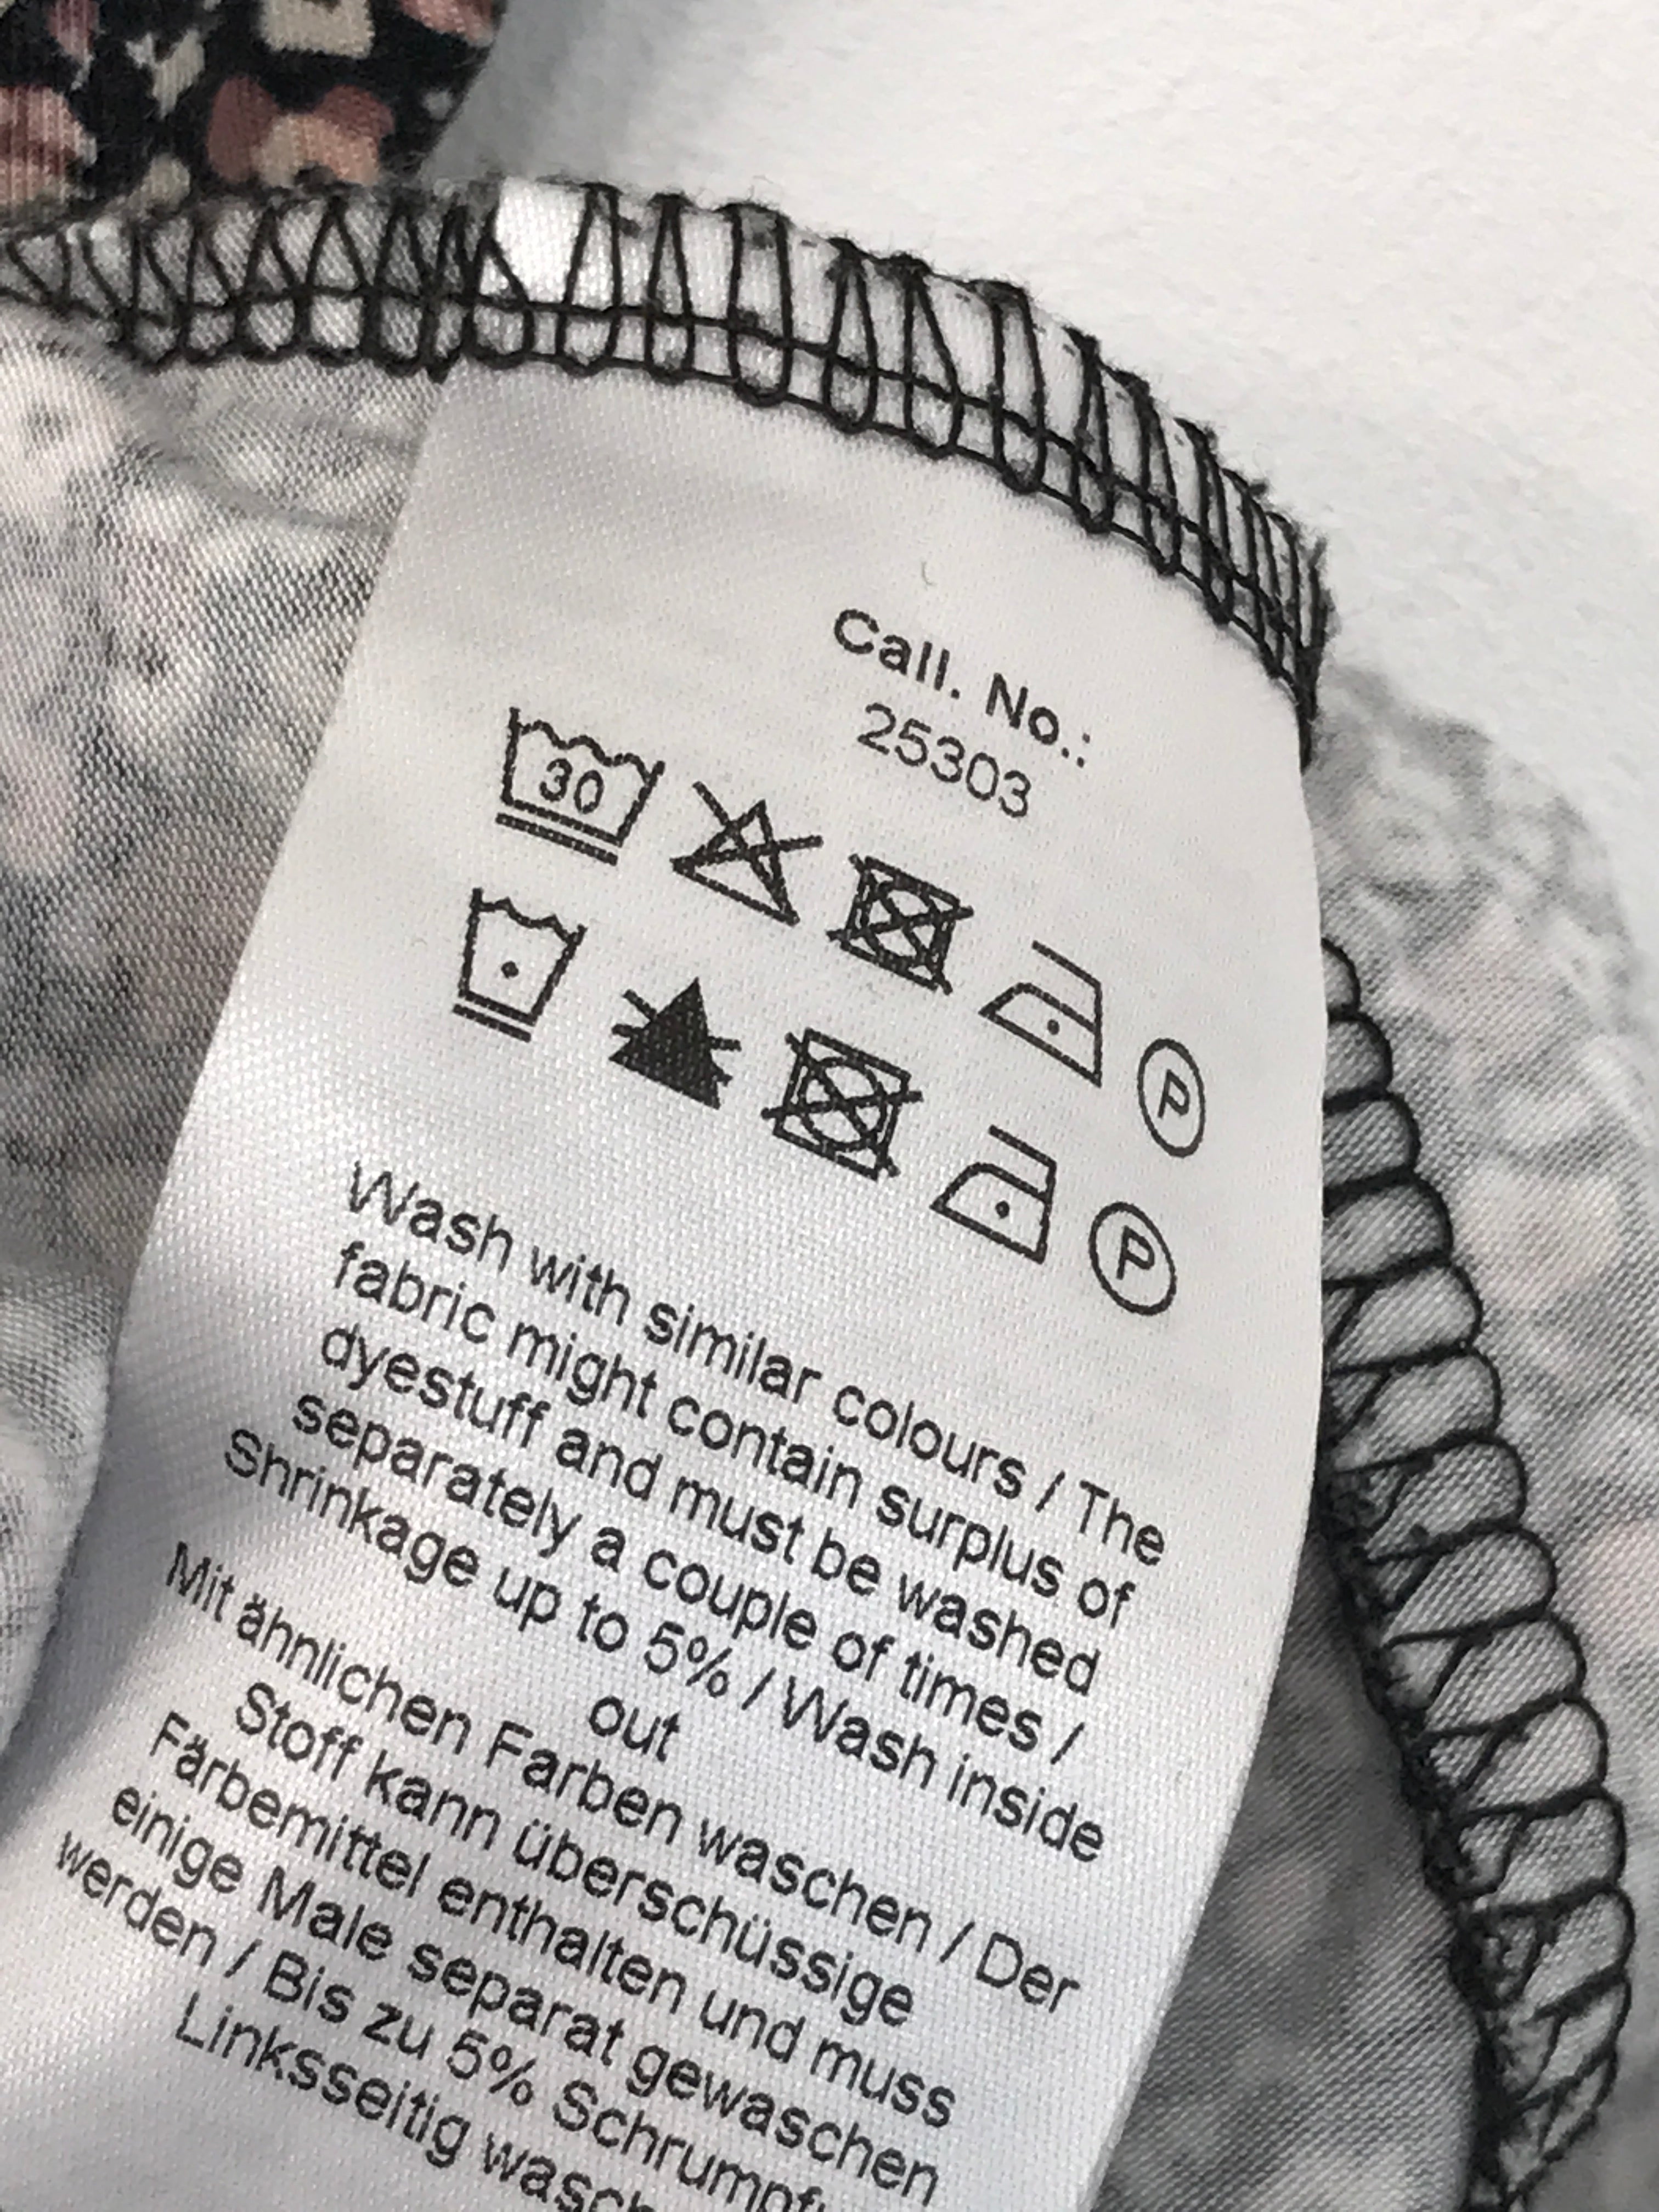 Call. No.:
25303
30
P
P
Wash with similar colours / The
fabric might contain surplus of
dyestuff and must be washed
separately a couple of times /
Shrinkage up to 5% / Wash inside
out
Mit ähnlichen Farben waschen / Der
Stoff kann überschüssige
Färbemittel enthalten und muss
einige Male separat gewaschen
werden / Bis zu 5%
Linksseitig